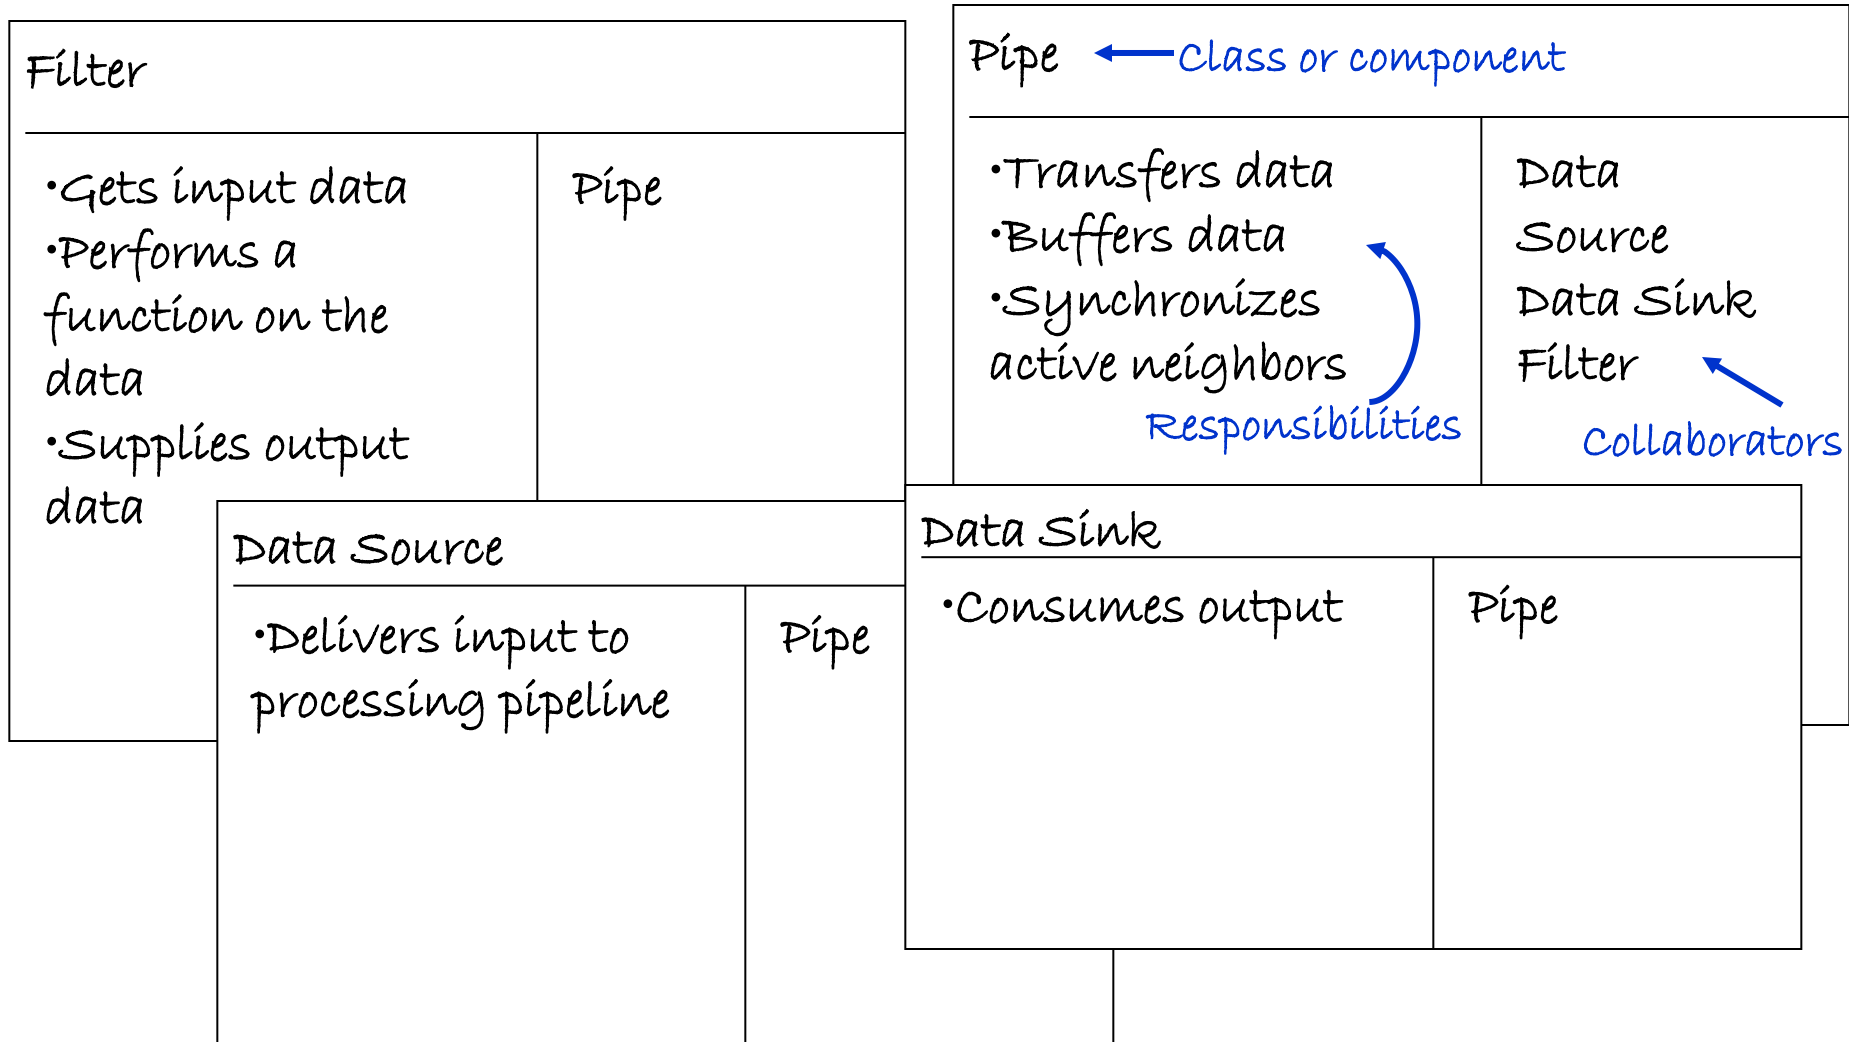 Filter
•Gets input data
•Performs a
function on the
data
•Supplies output
data
Pipe
Pipe
Class or component
•Transfers data
•Buffers data
•Synchronizes
active neighbors
Responsibilities
Data
Source
Data Sink
Filter
Collaborators
Data Source
•Delivers input to
processing pipeline
Pipe
Data Sink
•Consumes output
Pipe